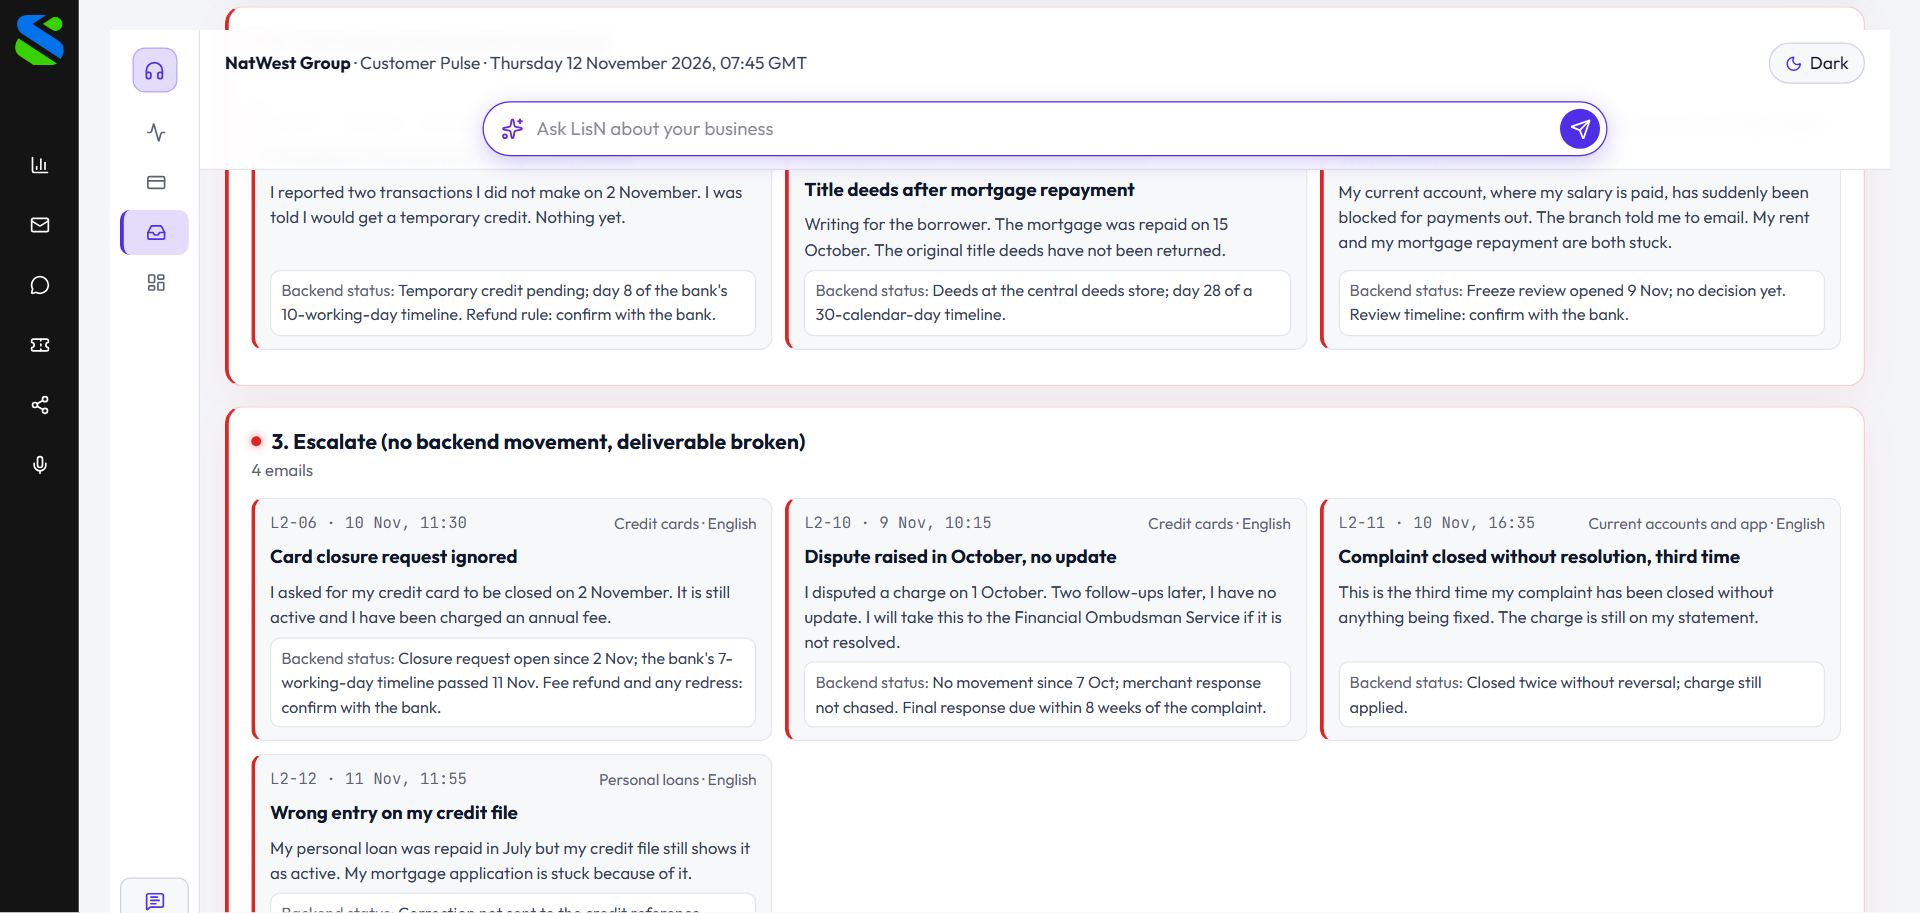 NatWest Group · Customer Pulse · Thursday 12 November 2026, 07:45 GMT
Dark
Ask LisN about your business
I reported two transactions I did not make on 2 November. I was
told I would get a temporary credit. Nothing yet.
Backend status: Temporary credit pending; day 8 of the bank's
10-working-day timeline. Refund rule: confirm with the bank.
Title deeds after mortgage repayment
Writing for the borrower. The mortgage was repaid on 15
October. The original title deeds have not been returned.
Backend status: Deeds at the central deeds store; day 28 of a
30-calendar-day timeline.
My current account, where my salary is paid, has suddenly been
blocked for payments out. The branch told me to email. My rent
and my mortgage repayment are both stuck.
Backend status: Freeze review opened 9 Nov; no decision yet.
Review timeline: confirm with the bank.
3. Escalate (no backend movement, deliverable broken)
4 emails
L2-06 · 10 Nov, 11:30
Credit cards · English
Card closure request ignored
I asked for my credit card to be closed on 2 November. It is still
active and I have been charged an annual fee.
Backend status: Closure request open since 2 Nov; the bank's 7-
working-day timeline passed 11 Nov. Fee refund and any redress:
confirm with the bank.
L2-10 · 9 Nov, 10:15
Credit cards · English
Dispute raised in October, no update
I disputed a charge on 1 October. Two follow-ups later, I have no
update. I will take this to the Financial Ombudsman Service if it is
not resolved.
Backend status: No movement since 7 Oct; merchant response
not chased. Final response due within 8 weeks of the complaint.
L2-11 · 10 Nov, 16:35
Current accounts and app · English
Complaint closed without resolution, third time
This is the third time my complaint has been closed without
anything being fixed. The charge is still on my statement.
Backend status: Closed twice without reversal; charge still
applied.
L2-12 · 11 Nov, 11:55
Personal loans · English
Wrong entry on my credit file
My personal loan was repaid in July but my credit file still shows it
as active. My mortgage application is stuck because of it.
Backend status: Correction not sent to the credit reference